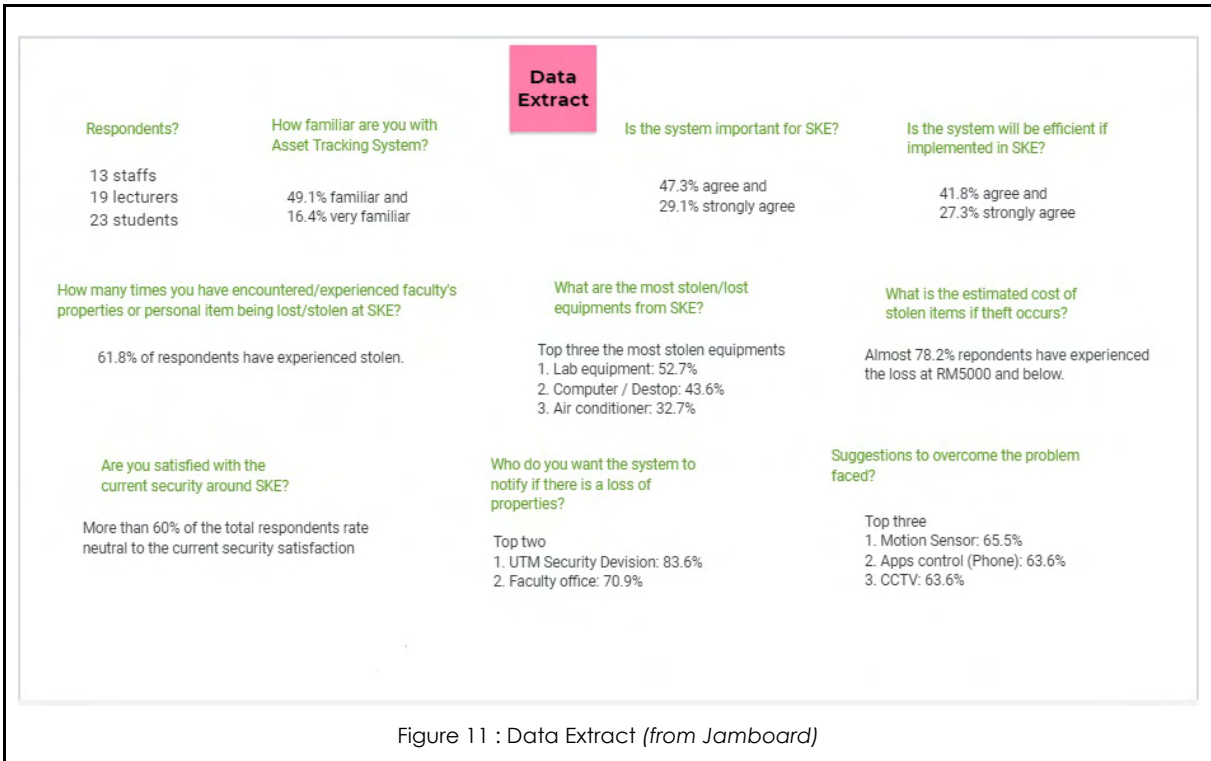 Data
Extract
Respondents?
13 staffs
19 lecturers
23 students
How familiar are you with
Asset Tracking System?
49.1% familiar and
16.4% very familiar
Is the system important for SKE?
47.3% agree and
29.1% strongly agree
Is the system will be efficient if
implemented in SKE?
41.8% agree and
27.3% strongly agree
How many times you have encountered/experienced faculty's
properties or personal item being lost/stolen at SKE?
61.8% of respondents have experienced stolen.
What are the most stolen/lost
equipments from SKE?
Top three the most stolen equipments
1. Lab equipment: 52.7%
2. Computer / Destop: 43.6%
3. Air conditioner: 32.7%
What is the estimated cost of
stolen items if theft occurs?
Almost 78.2% repondents have experienced
the loss at RM5000 and below.
Are you satisfied with the
current security around SKE?
More than 60% of the total respondents rate
neutral to the current security satisfaction
Who do you want the system to
notify if there is a loss of
properties?
Top two
1. UTM Security Devision: 83.6%
2. Faculty office: 70.9%
Suggestions to overcome the problem
faced?
Top three
1. Motion Sensor: 65.5%
2. Apps control (Phone): 63.6%
3. CCTV: 63.6%
Figure 11 : Data Extract (from Jamboard)